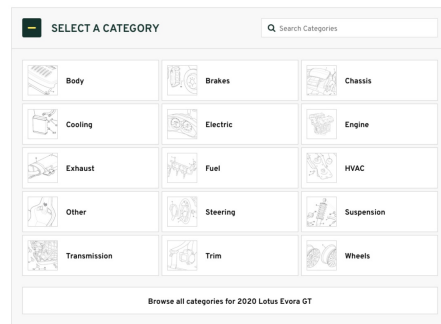 SELECT A CATEGORY
Search Categories
Body
Brakes
Chassis
Cooling
Electric
Engine
Exhaust
Fuel
HVAC
Other
Steering
Suspension
Transmission
Trim
Wheels
Browse all categories for 2020 Lotus Evora GT